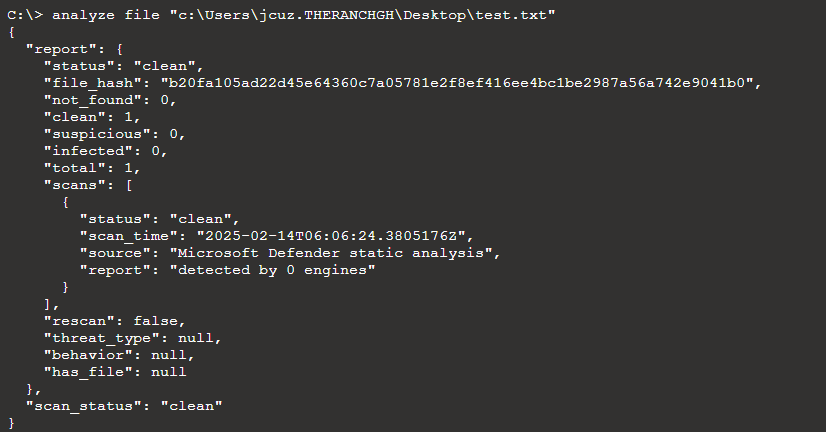 C:\> analyze file "c:\Users\jcuz.THERANCHGH\Desktop\test.txt"
{
  "report": {
    "status": "clean",
    "file_hash": "b20fa105ad22d45e64360c7a05781e2f8ef416ee4bc1be2987a56a742e9041b0",
    "not_found": 0,
    "clean": 1,
    "suspicious": 0,
    "infected": 0,
    "total": 1,
    "scans": [
      {
        "status": "clean",
        "scan_time": "2025-02-14T06:06:24.3805176Z",
        "source": "Microsoft Defender static analysis",
        "report": "detected by 0 engines"
      }
    ],
    "rescan": false,
    "threat_type": null,
    "behavior": null,
    "has_file": null
  },
  "scan_status": "clean"
}